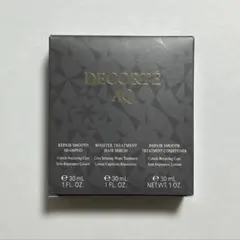 DECORTÉ
AQ
REPAIR SMOOTH
SHAMPOO
BOOSTER TREATMENT
HAIR SERUM
REPAIR SMOOTH
TREATMENT CONDITIONER
℮ 30 mL
1 FL. OZ.
℮ 30 mL
1 FL. OZ.
℮ 30 mL
NET WT. 1 OZ.